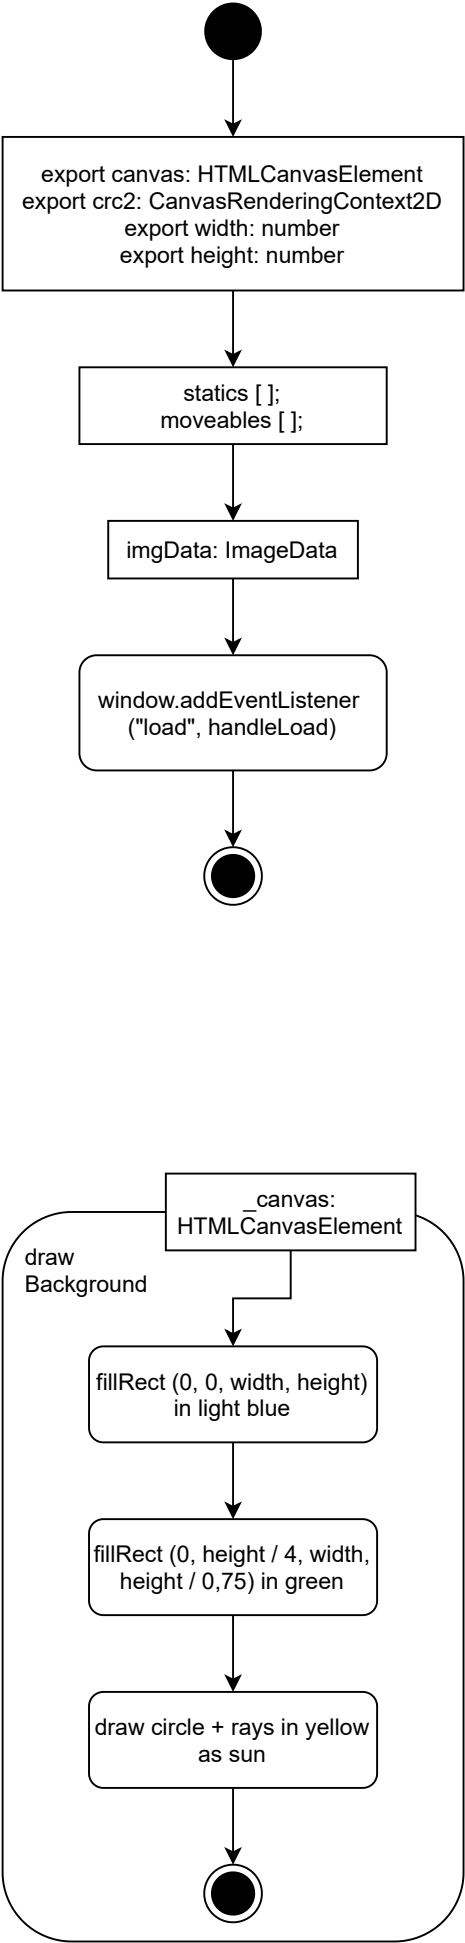 export canvas: HTMLCanvasElement
export crc2: CanvasRenderingContext2D
export width: number
export height: number
statics [ ];
moveables [ ];
imgData: ImageData
window.addEventListener
("load", handleLoad)
_canvas:
HTMLCanvasElement
draw
Background
fillRect (0, 0, width, height)
in light blue
fillRect (0, height / 4, width,
height / 0,75) in green
draw circle + rays in yellow
as sun